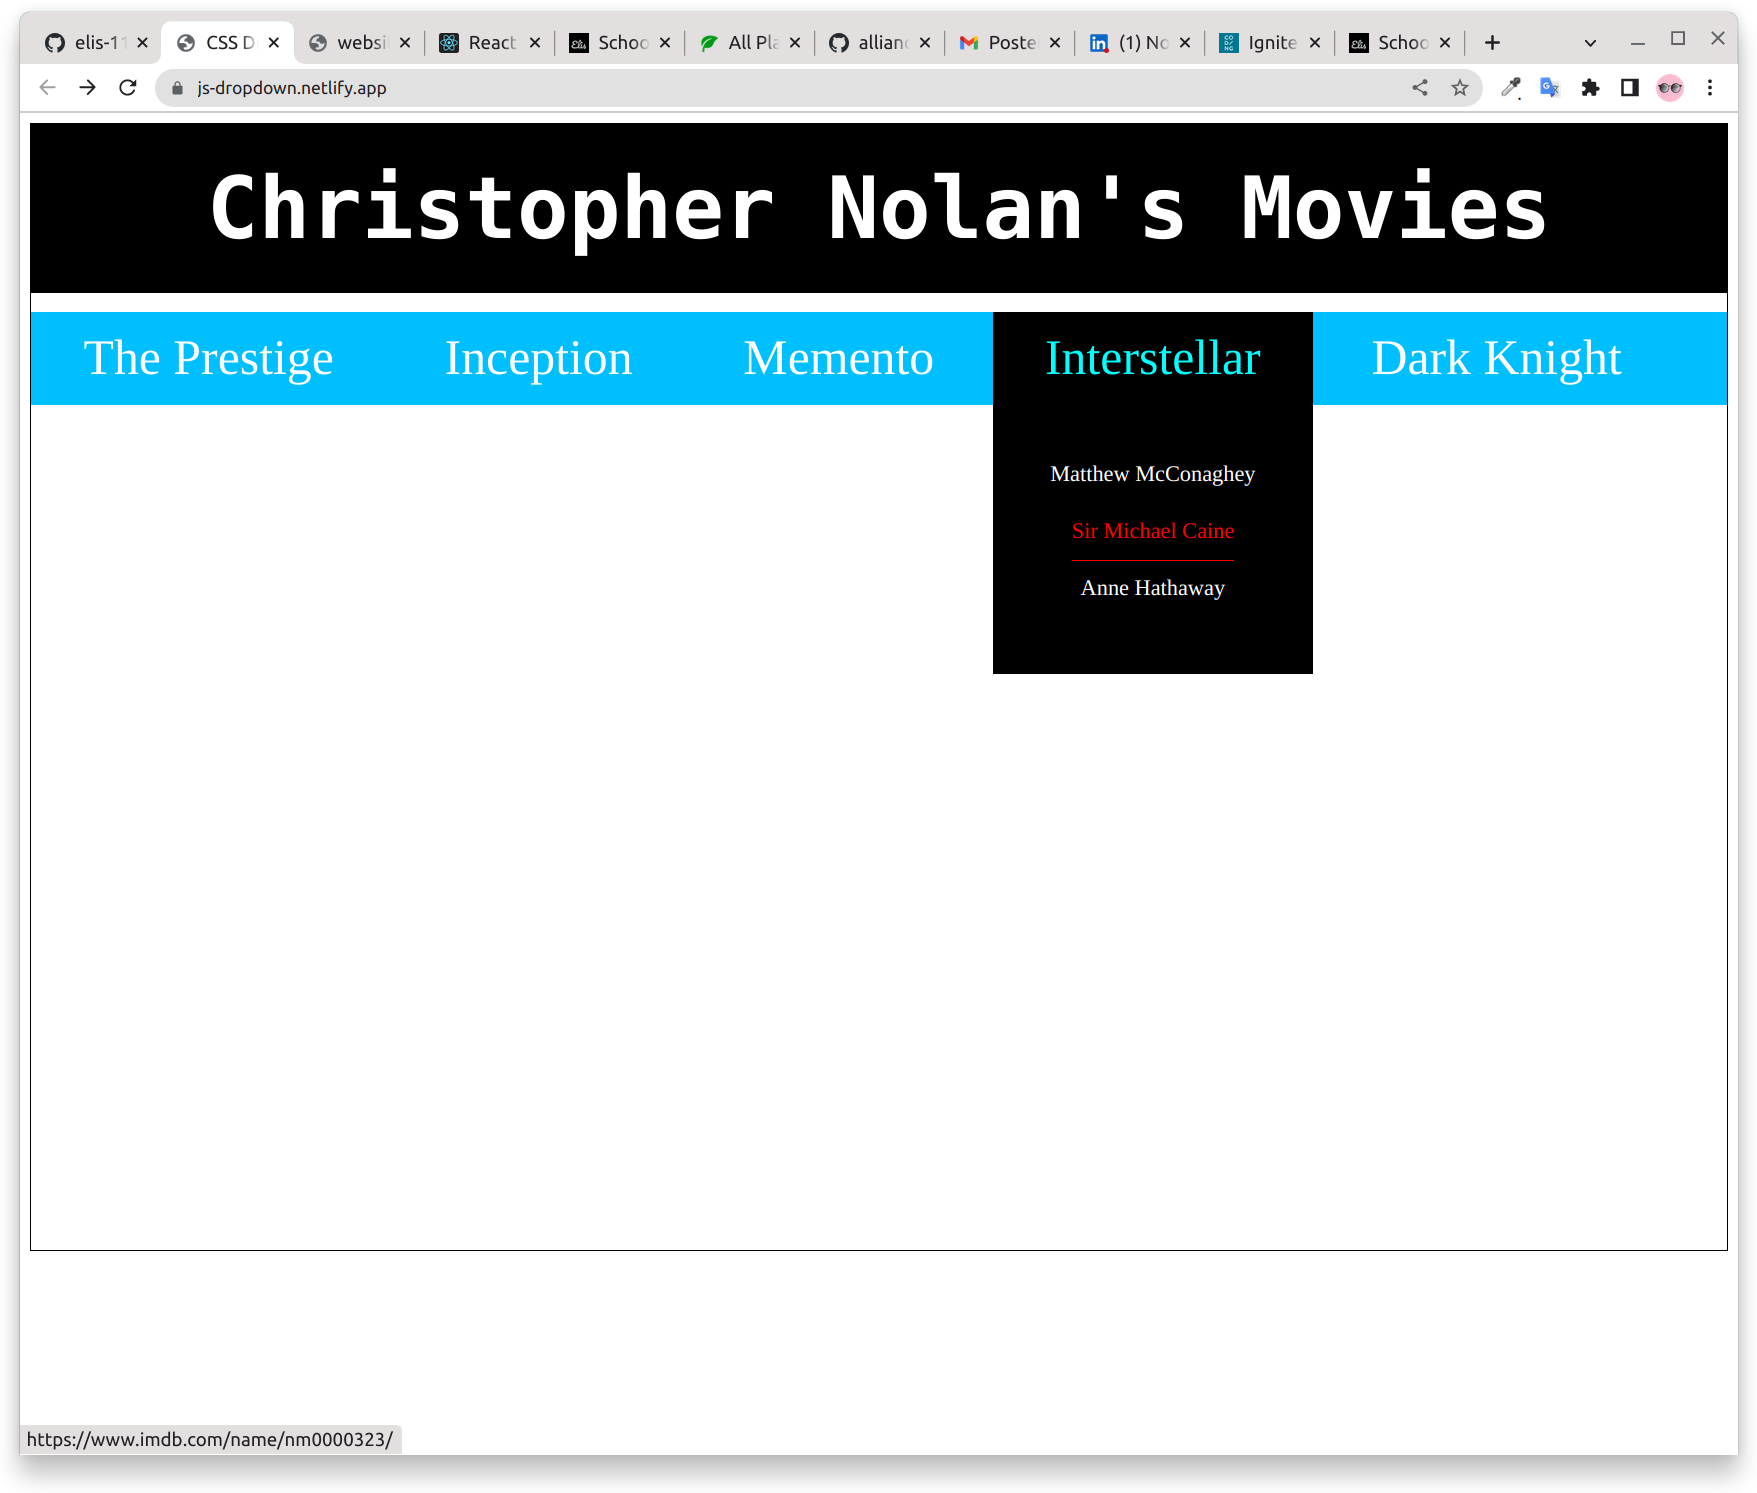 elis-11 CSS D websi React Schoo All Pla allianc Poste (1) No Ignite Schoo
js-dropdown.netlify.app
Christopher Nolan's Movies
The Prestige Inception Memento Interstellar Dark Knight
Matthew McConaghey
Sir Michael Caine
Anne Hathaway
https://www.imdb.com/name/nm0000323/